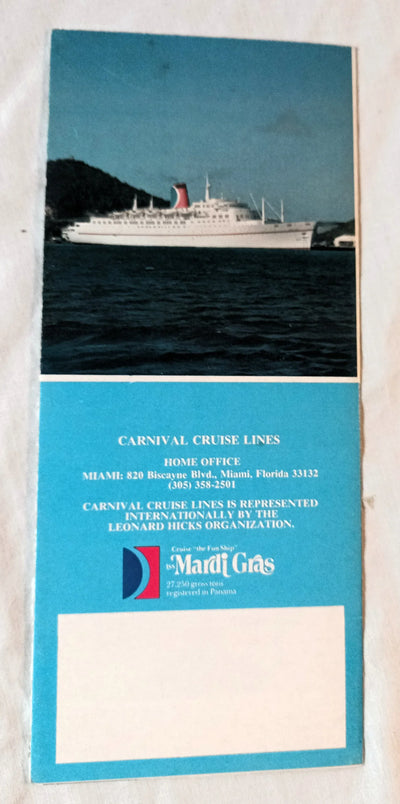 CARNIVAL CRUISE LINES
HOME OFFICE
MIAMI: 820 Biscayne Blvd., Miami, Florida 33132
(305) 358-2501
CARNIVAL CRUISE LINES IS REPRESENTED
INTERNATIONALLY BY THE
LEONARD HICKS ORGANIZATION.
Cruise "the Fun Ship"
tss Mardi Gras
27,250 gross tons
registered in Panama